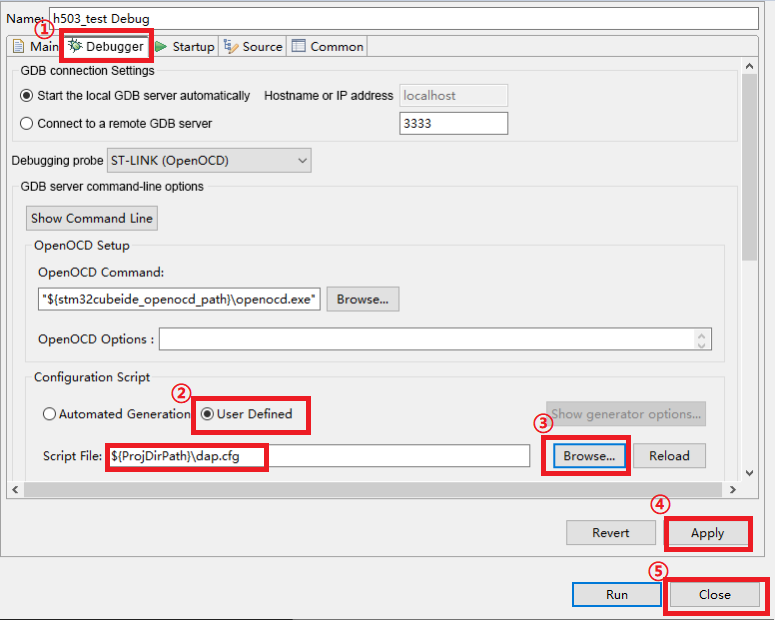 Name: h503_test Debug
① Main Debugger Startup Source Common
GDB connection Settings
Start the local GDB server automatically Hostname or IP address localhost
Connect to a remote GDB server 3333
Debugging probe ST-LINK (OpenOCD)
GDB server command-line options
Show Command Line
OpenOCD Setup
OpenOCD Command:
"${stm32cubeide_openocd_path}\openocd.exe" Browse...
OpenOCD Options :
Configuration Script
②
Automated Generation User Defined Show generator options...
③
Script File: ${ProjDirPath}\dap.cfg Browse... Reload
④
Revert Apply
⑤
Run Close